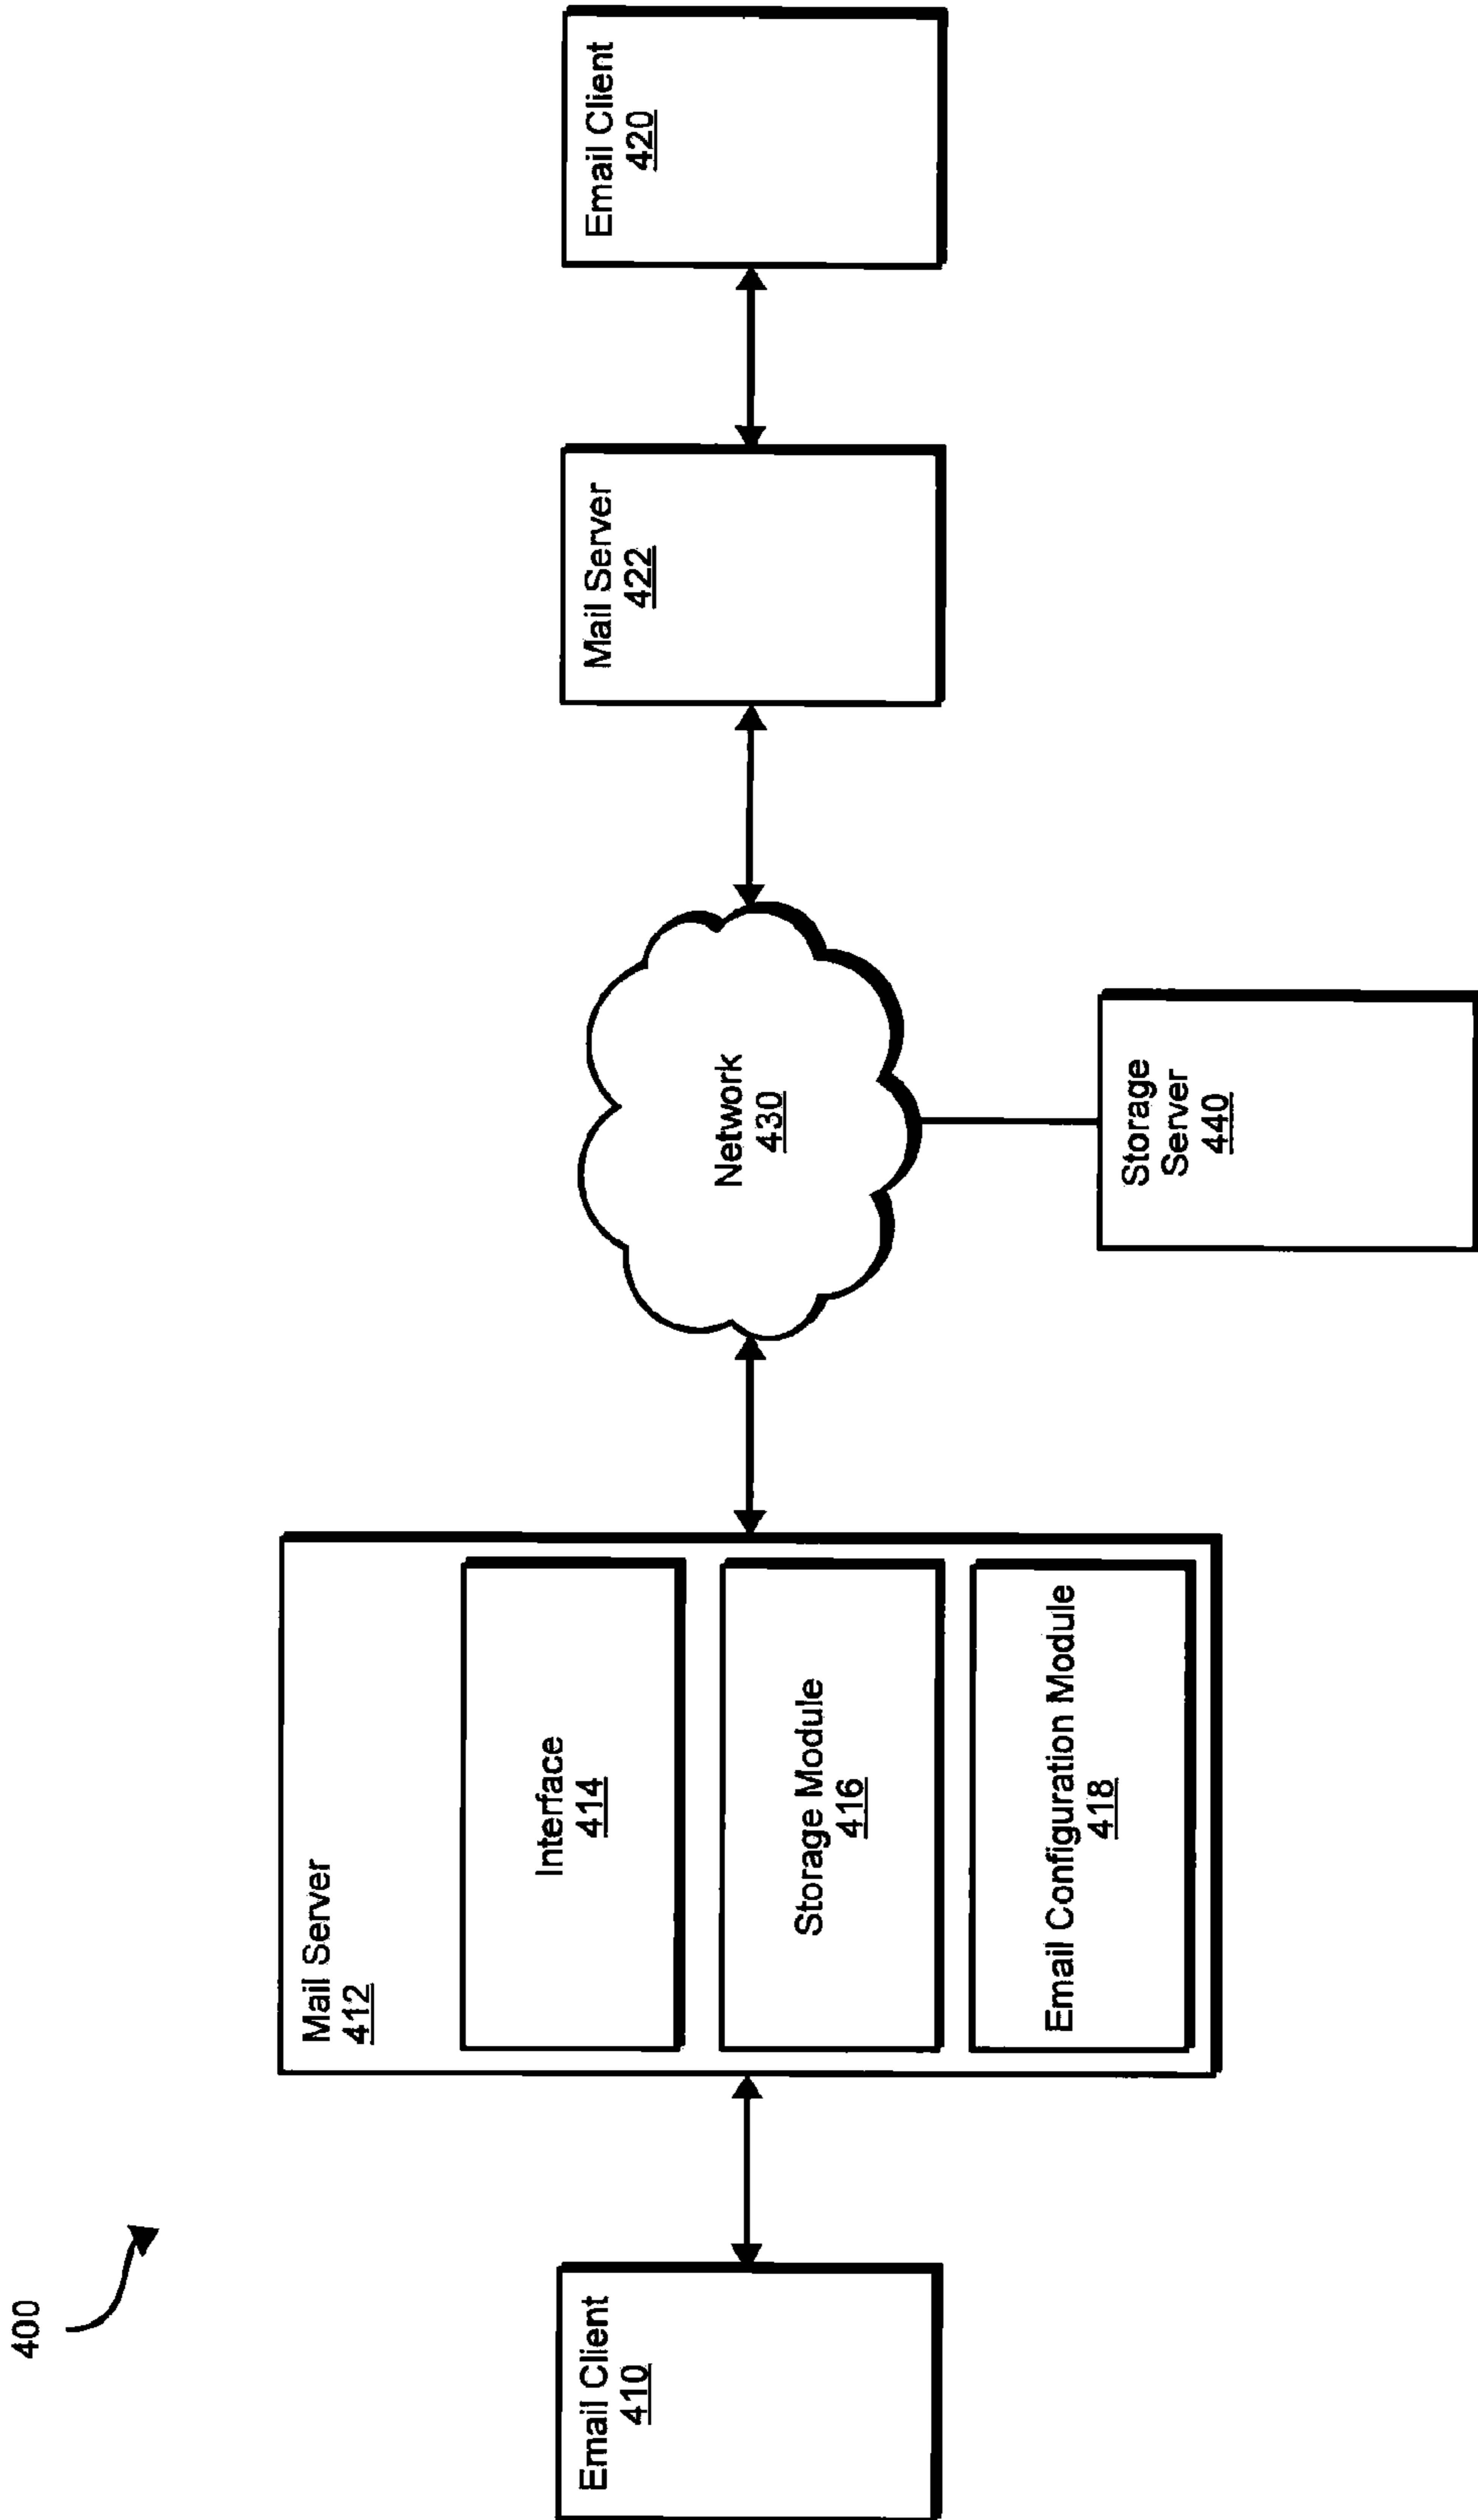 400
Email Client
410
Mail Server
412
Interface
414
Storage Module
416
Email Configuration Module
418
Network
430
Storage
Server
440
Mail Server
422
Email Client
420